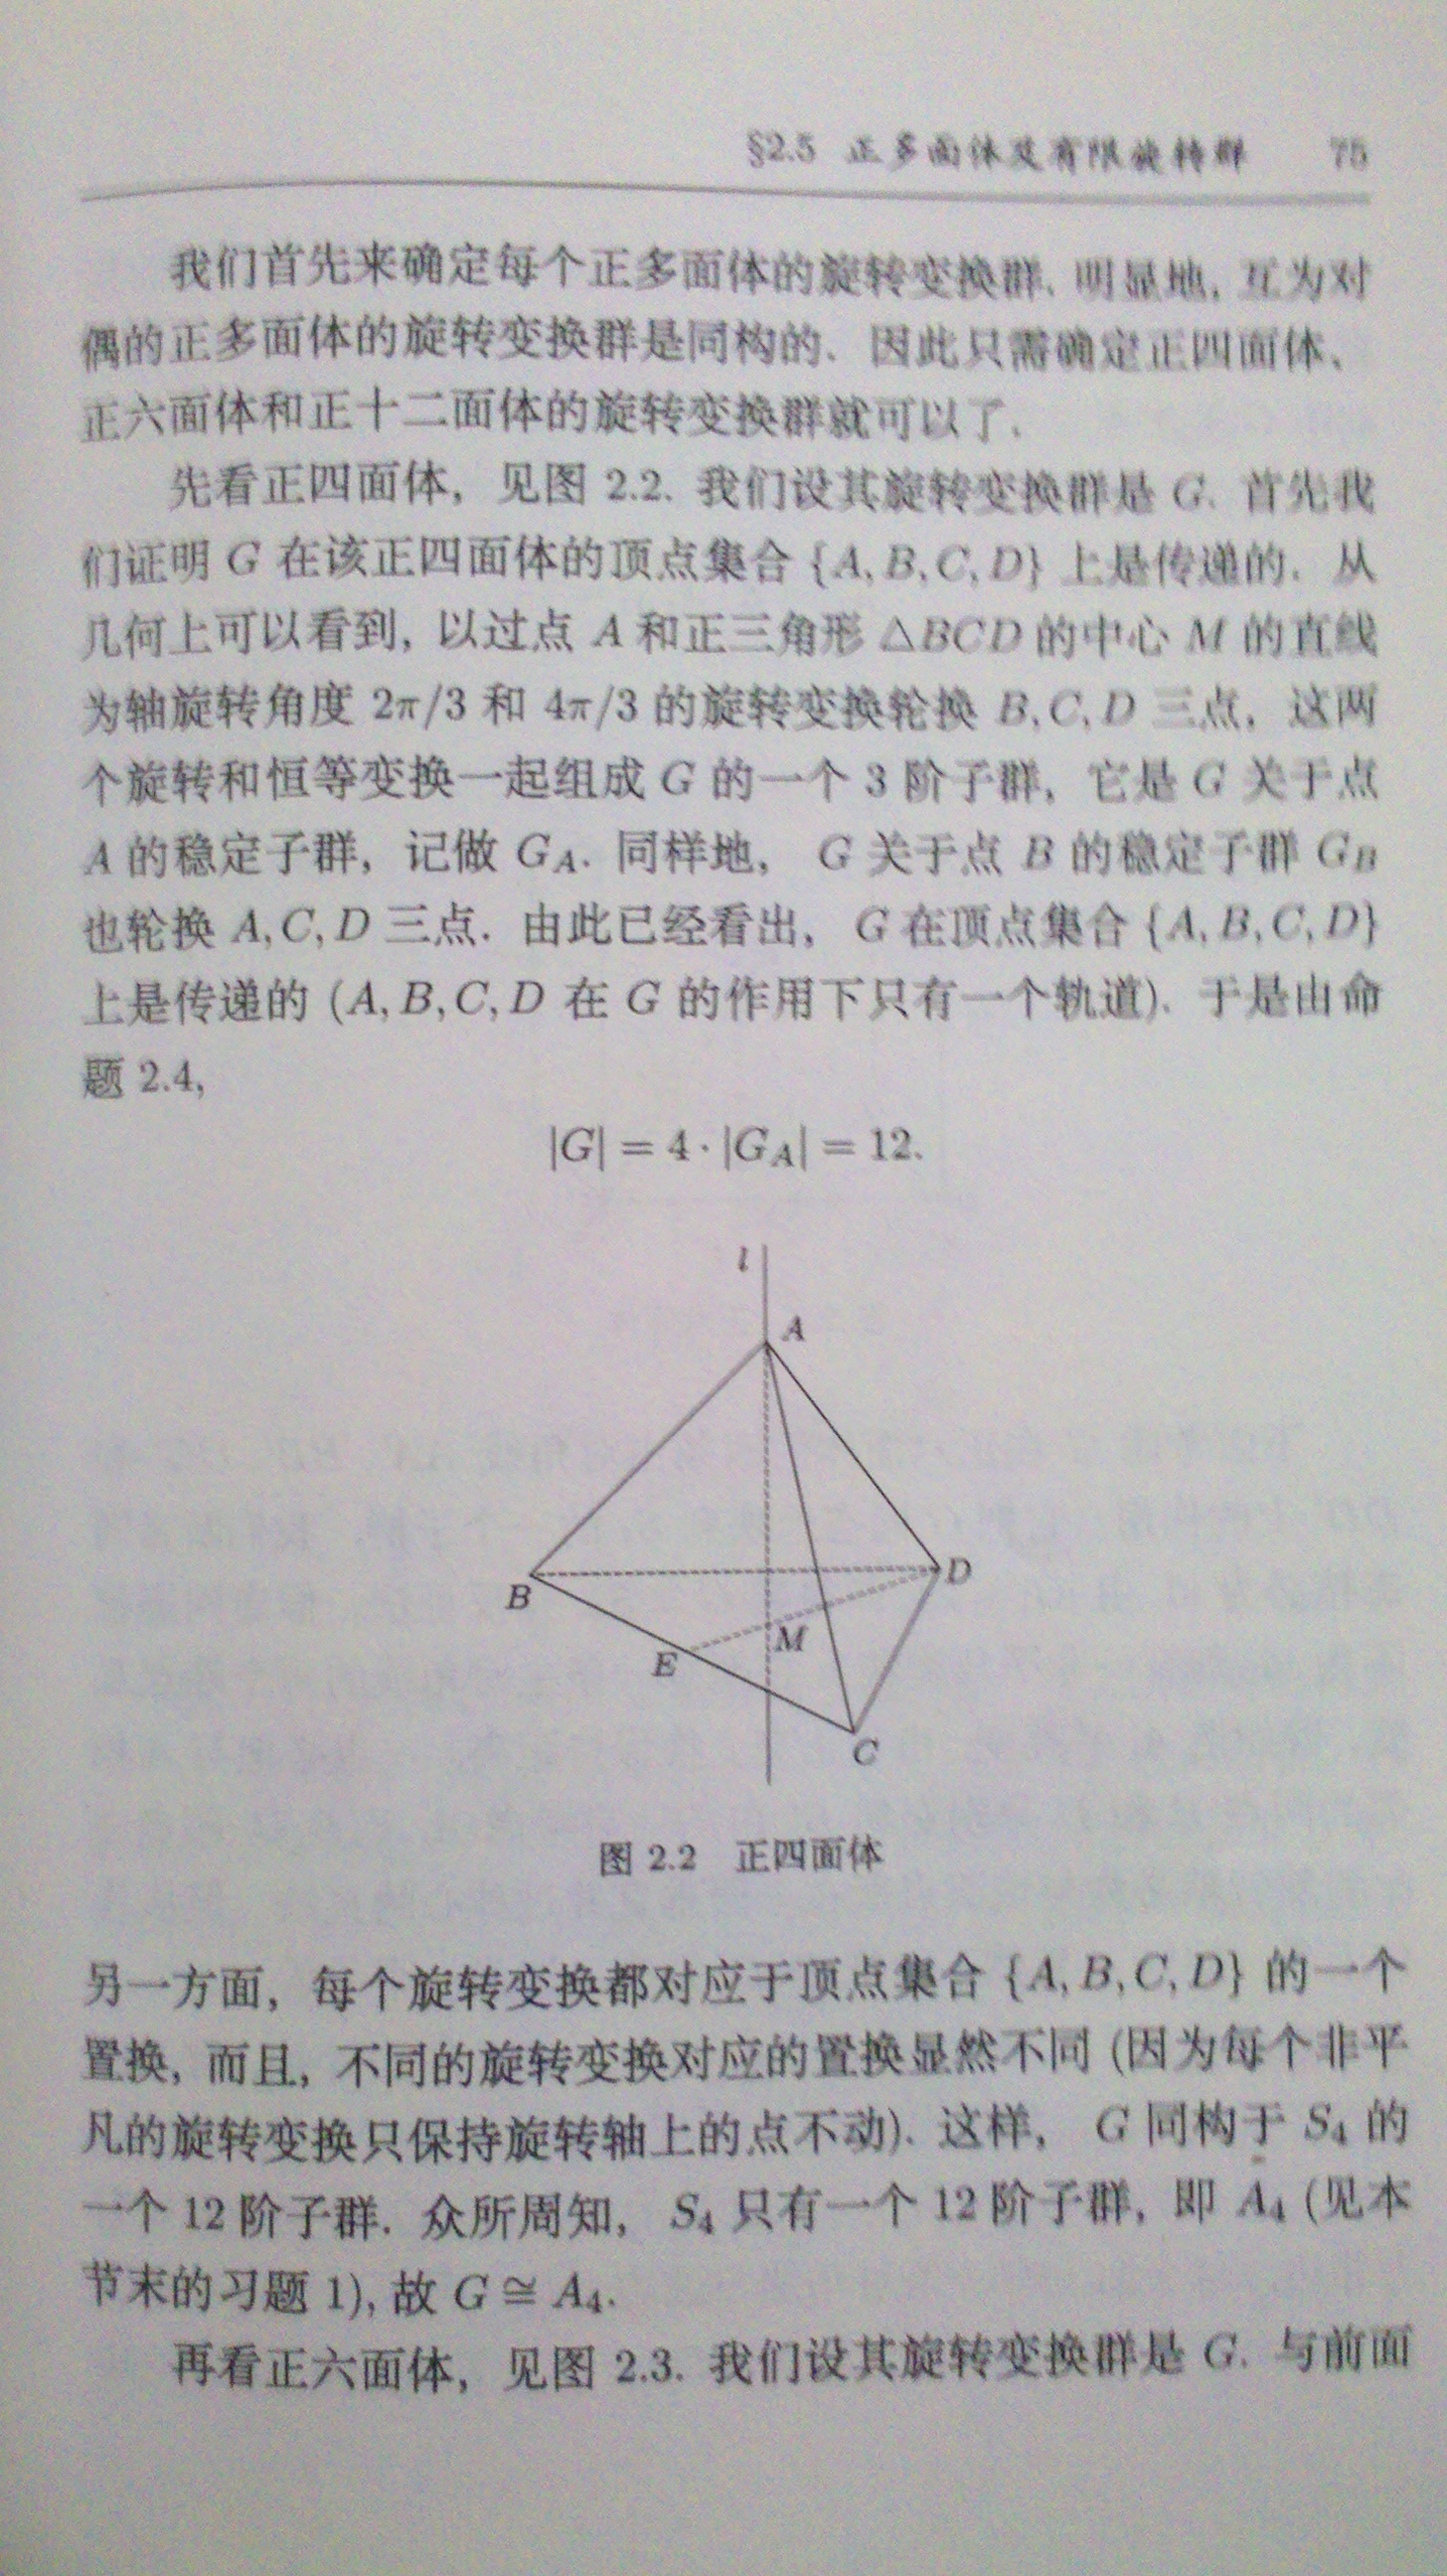 §2.5 正多面体及有限旋转群 75
我们首先来确定每个正多面体的旋转变换群. 明显地, 互为对
偶的正多面体的旋转变换群是同构的. 因此只需确定正四面体、
正六面体和正十二面体的旋转变换群就可以了.
先看正四面体, 见图 2.2. 我们设其旋转变换群是 G. 首先我
们证明 G 在该正四面体的顶点集合 {A, B, C, D} 上是传递的. 从
几何上可以看到, 以过点 A 和正三角形 △BCD 的中心 M 的直线
为轴旋转角度 2π/3 和 4π/3 的旋转变换轮换 B, C, D 三点, 这两
个旋转和恒等变换一起组成 G 的一个 3 阶子群, 它是 G 关于点
A 的稳定子群, 记做 G_A. 同样地, G 关于点 B 的稳定子群 G_B
也轮换 A, C, D 三点. 由此已经看出, G 在顶点集合 {A, B, C, D}
上是传递的 (A, B, C, D 在 G 的作用下只有一个轨道). 于是由命
题 2.4,
|G| = 4 · |G_A| = 12.
l
A
B
D
M
E
C
图 2.2 正四面体
另一方面, 每个旋转变换都对应于顶点集合 {A, B, C, D} 的一个
置换, 而且, 不同的旋转变换对应的置换显然不同 (因为每个非平
凡的旋转变换只保持旋转轴上的点不动). 这样, G 同构于 S₄ 的
一个 12 阶子群. 众所周知, S₄ 只有一个 12 阶子群, 即 A₄ (见本
节末的习题 1), 故 G ≅ A₄.
再看正六面体, 见图 2.3. 我们设其旋转变换群是 G. 与前面